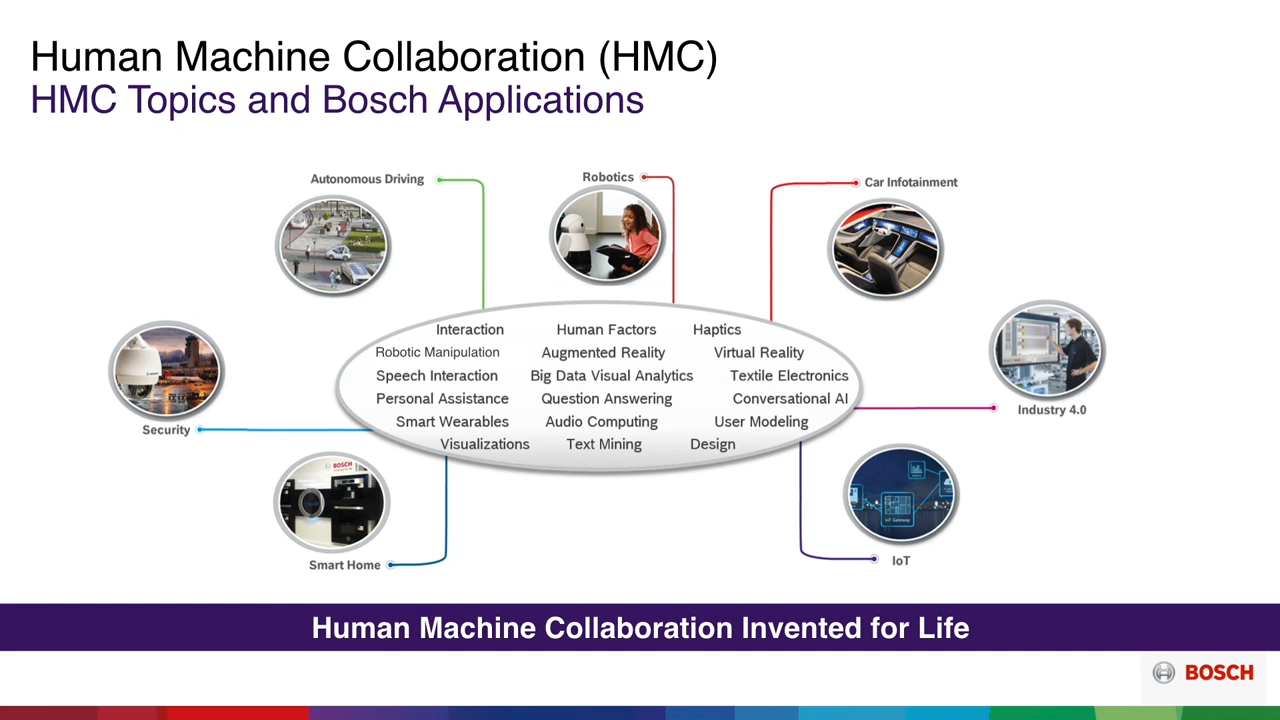 Human Machine Collaboration (HMC)
HMC Topics and Bosch Applications
Autonomous Driving
Robotics
Car Infotainment
Interaction Human Factors Haptics
Robotic Manipulation Augmented Reality Virtual Reality
Speech Interaction Big Data Visual Analytics Textile Electronics
Personal Assistance Question Answering Conversational AI
Smart Wearables Audio Computing User Modeling
Visualizations Text Mining Design
Security
Industry 4.0
BOSCH
IoT Gateway
Smart Home
IoT
Human Machine Collaboration Invented for Life
BOSCH